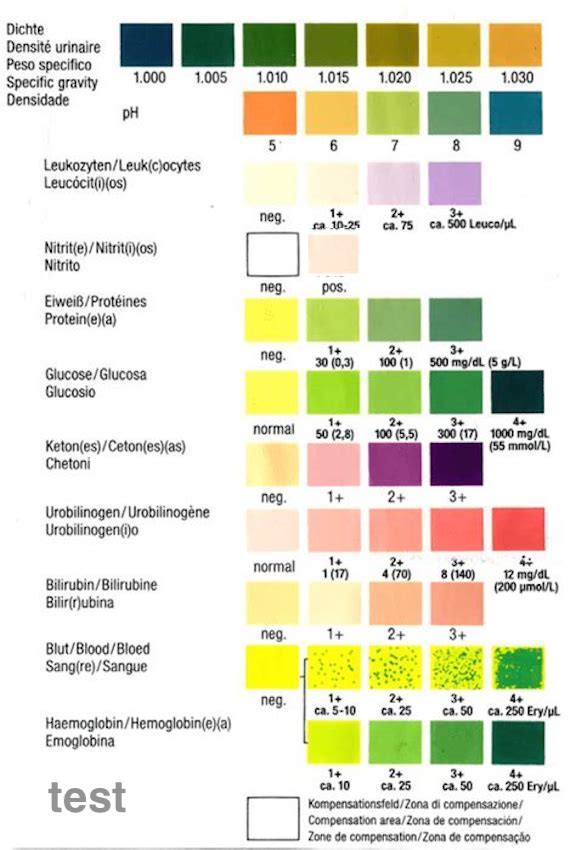 Dichte
Densité urinaire
Peso specifico
Specific gravity
Densidade
1.000 1.005 1.010 1.015 1.020 1.025 1.030
pH
5 6 7 8 9
Leukozyten/Leuk(c)ocytes
Leucócit(i)(os)
neg. 1+ 2+ 3+
ca. 10-25 ca. 75 ca. 500 Leuco/µL
Nitrit(e)/Nitrit(i)(os)
Nitrito
neg. pos.
Eiweiß/Protéines
Protein(e)(a)
neg. 1+ 2+ 3+
30 (0,3) 100 (1) 500 mg/dL (5 g/L)
Glucose/Glucosa
Glucosio
normal 1+ 2+ 3+ 4+
50 (2,8) 100 (5,5) 300 (17) 1000 mg/dL
(55 mmol/L)
Keton(es)/Ceton(es)(as)
Chetoni
neg. 1+ 2+ 3+
Urobilinogen/Urobilinogène
Urobilinogen(i)o
normal 1+ 2+ 3+ 4+
1 (17) 4 (70) 8 (140) 12 mg/dL
(200 µmol/L)
Bilirubin/Bilirubine
Bilir(r)ubina
neg. 1+ 2+ 3+
Blut/Blood/Bloed
Sang(re)/Sangue
neg. 1+ 2+ 3+ 4+
ca. 5-10 ca. 25 ca. 50 ca. 250 Ery/µL
Haemoglobin/Hemoglobin(e)(a)
Emoglobina
1+ 2+ 3+ 4+
ca. 10 ca. 25 ca. 50 ca. 250 Ery/µL
test
Kompensationsfeld/Zona di compensazione/
Compensation area/Zona de compensación/
Zone de compensation/Zona de compensação